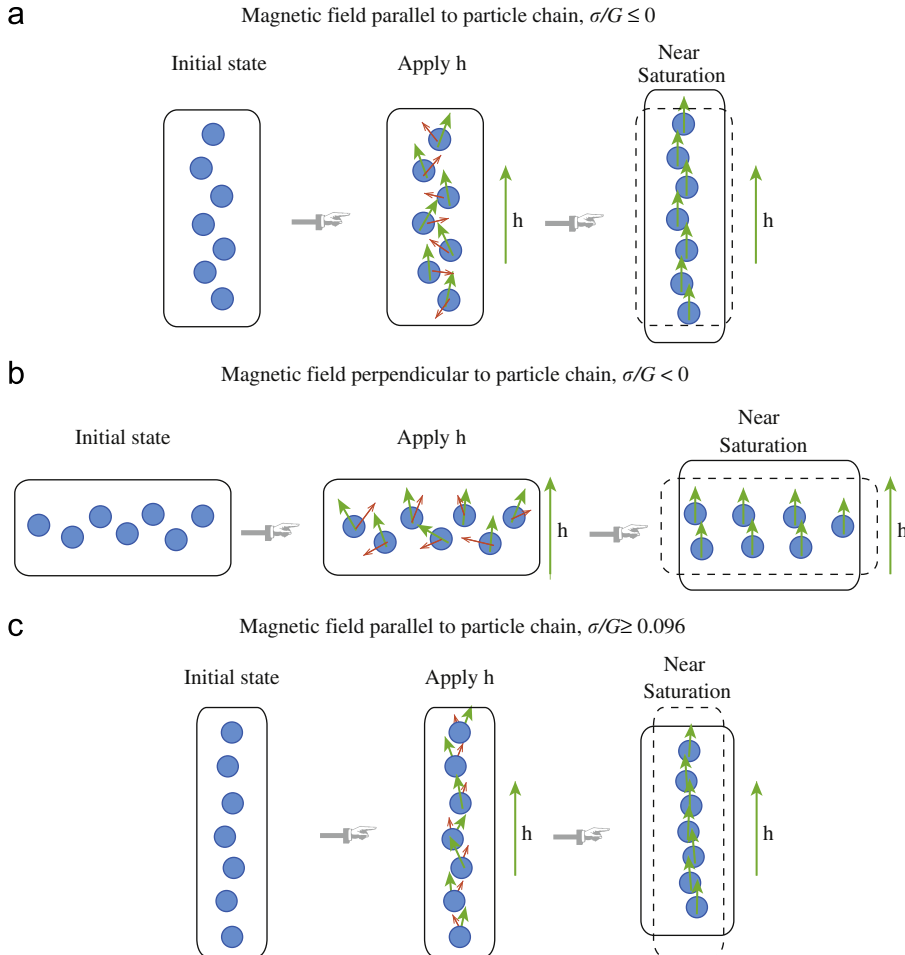 a
Magnetic field parallel to particle chain, σ/G ≤ 0
Initial state
Apply h
Near
Saturation
h
h
b
Magnetic field perpendicular to particle chain, σ/G < 0
Initial state
Apply h
Near
Saturation
h
h
c
Magnetic field parallel to particle chain, σ/G≥ 0.096
Initial state
Apply h
Near
Saturation
h
h